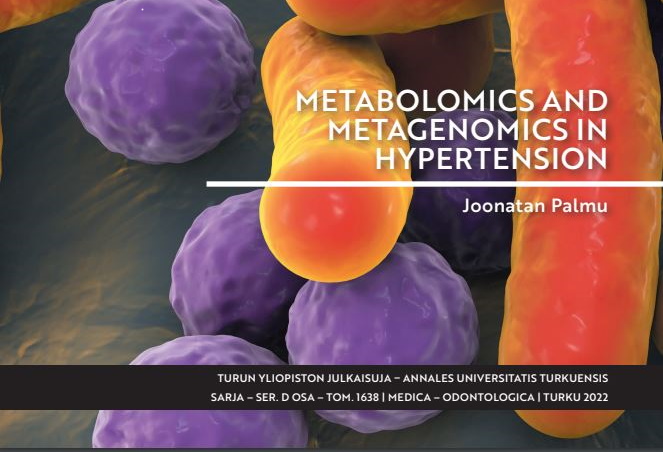 METABOLOMICS AND
METAGENOMICS IN
HYPERTENSION
Joonatan Palmu
TURUN YLIOPISTON JULKAISUJA – ANNALES UNIVERSITATIS TURKUENSIS
SARJA – SER. D OSA – TOM. 1638 | MEDICA – ODONTOLOGICA | TURKU 2022